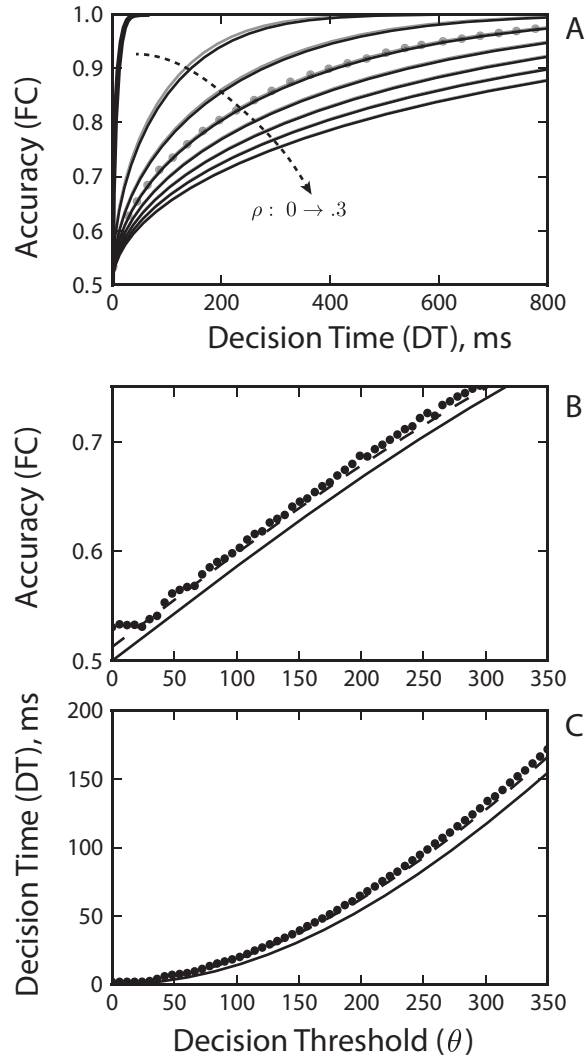 A
Accuracy (FC)
1.0
0.9
0.8
0.7
0.6
0.5
ρ : 0 → .3
0 200 400 600 800
Decision Time (DT), ms
B
Accuracy (FC)
0.7
0.6
0.5
0 50 100 150 200 250 300 350
C
Decision Time (DT), ms
200
150
100
50
0
0 50 100 150 200 250 300 350
Decision Threshold (θ)